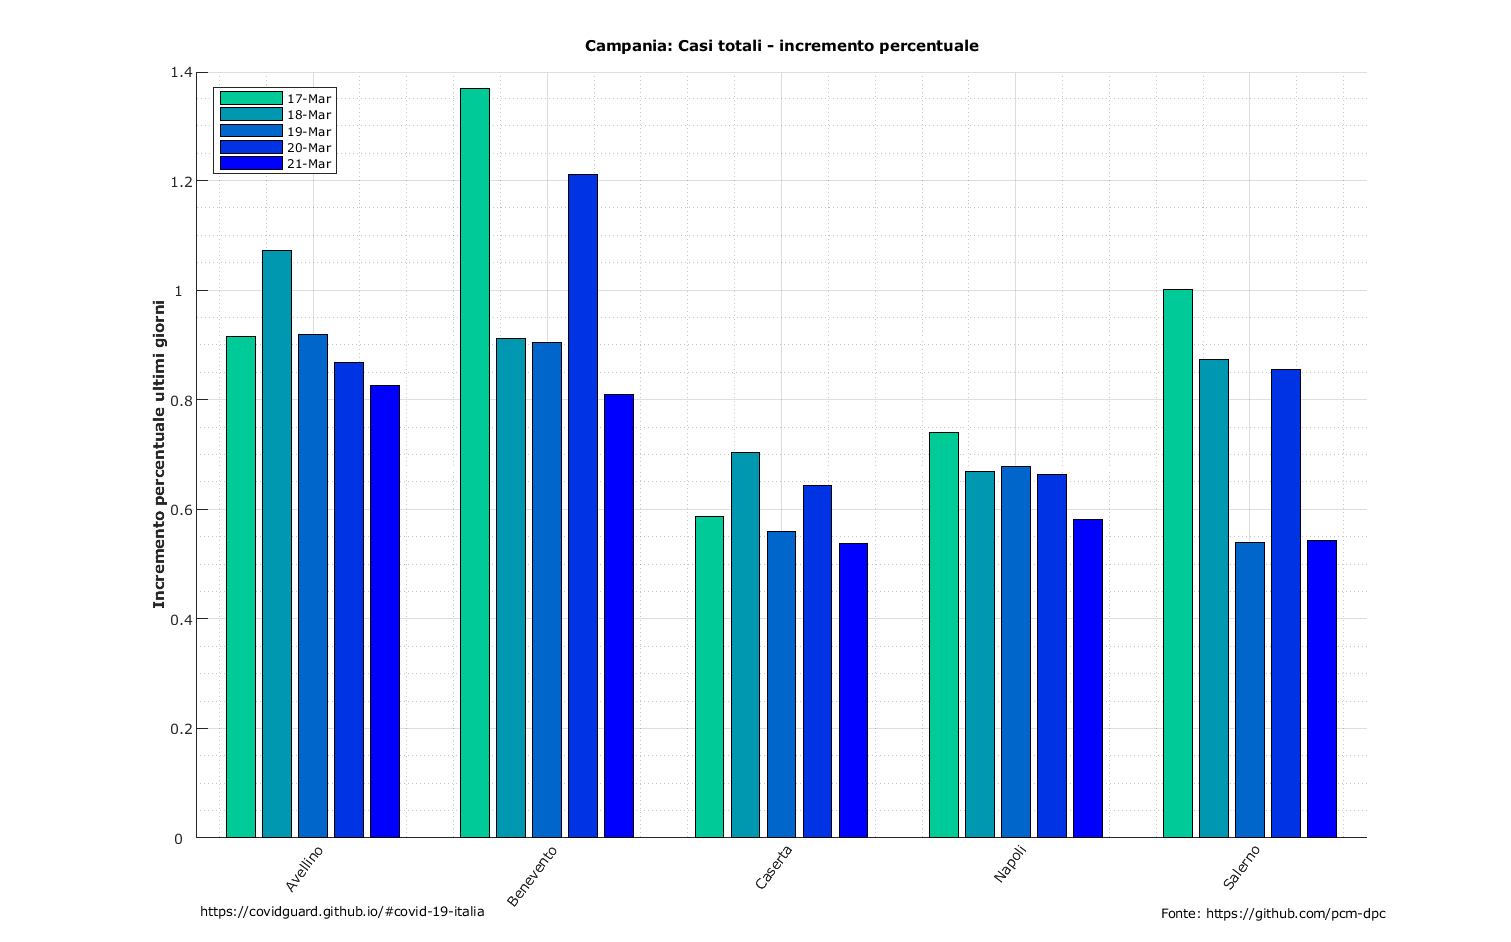 Campania: Casi totali - incremento percentuale
Incremento percentuale ultimi giorni
1.4
1.2
1
0.8
0.6
0.4
0.2
0
17-Mar
18-Mar
19-Mar
20-Mar
21-Mar
Avellino
Benevento
Caserta
Napoli
Salerno
https://covidguard.github.io/#covid-19-italia
Fonte: https://github.com/pcm-dpc